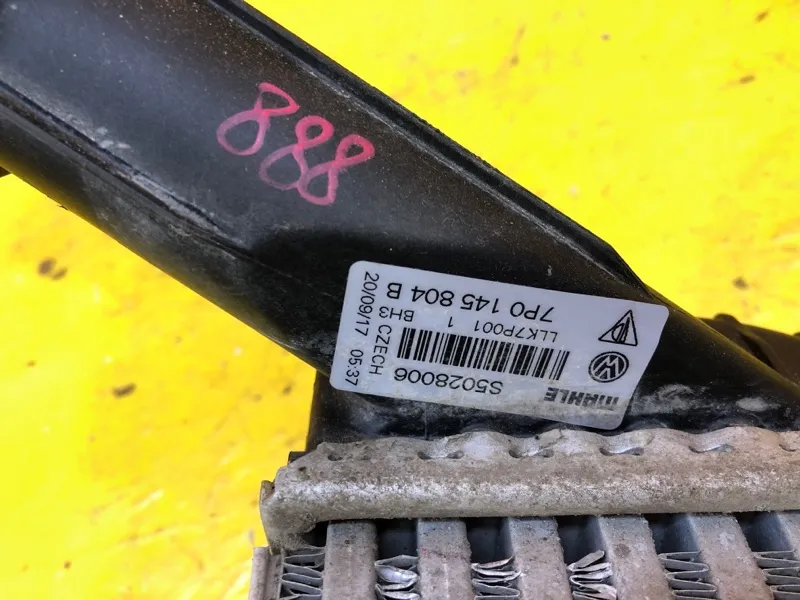 888
MAHLE
S5028006
CZECH
20/09/17 05:37
LLK7P001 1 BH3
7P0 145 804 B